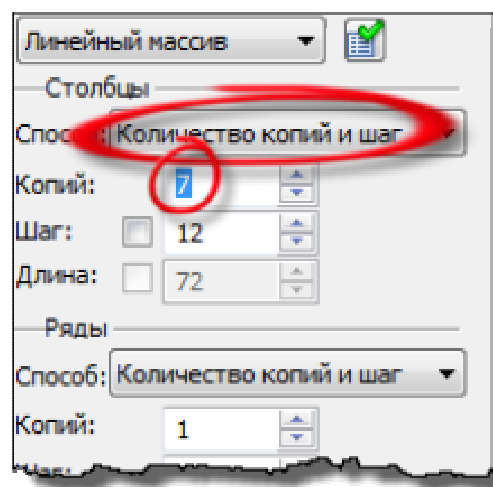 Линейный массив
Столбцы
Способ: Количество копий и шаг
Копий: 7
Шаг: 12
Длина: 72
Ряды
Способ: Количество копий и шаг
Копий: 1
Шаг: